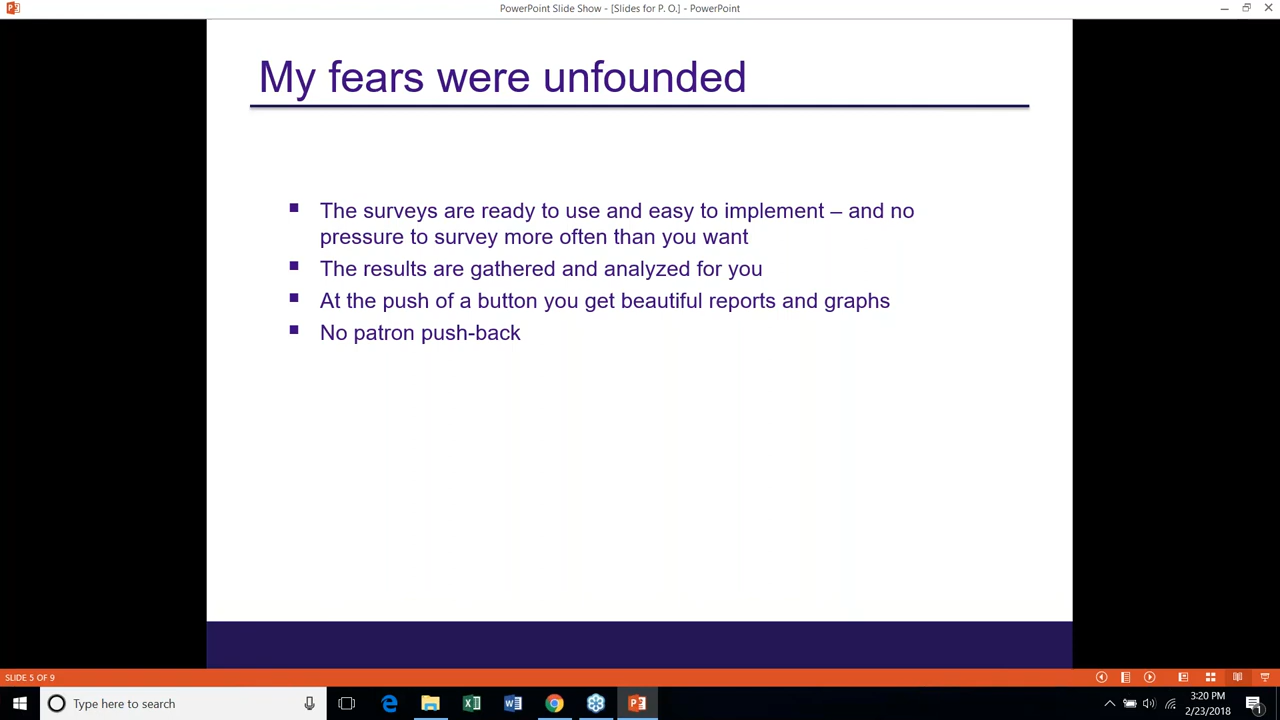 PowerPoint Slide Show - [Slides for P. O.] - PowerPoint
My fears were unfounded
The surveys are ready to use and easy to implement – and no
pressure to survey more often than you want
The results are gathered and analyzed for you
At the push of a button you get beautiful reports and graphs
No patron push-back
SLIDE 5 OF 9
Type here to search
3:20 PM
2/23/2018
1